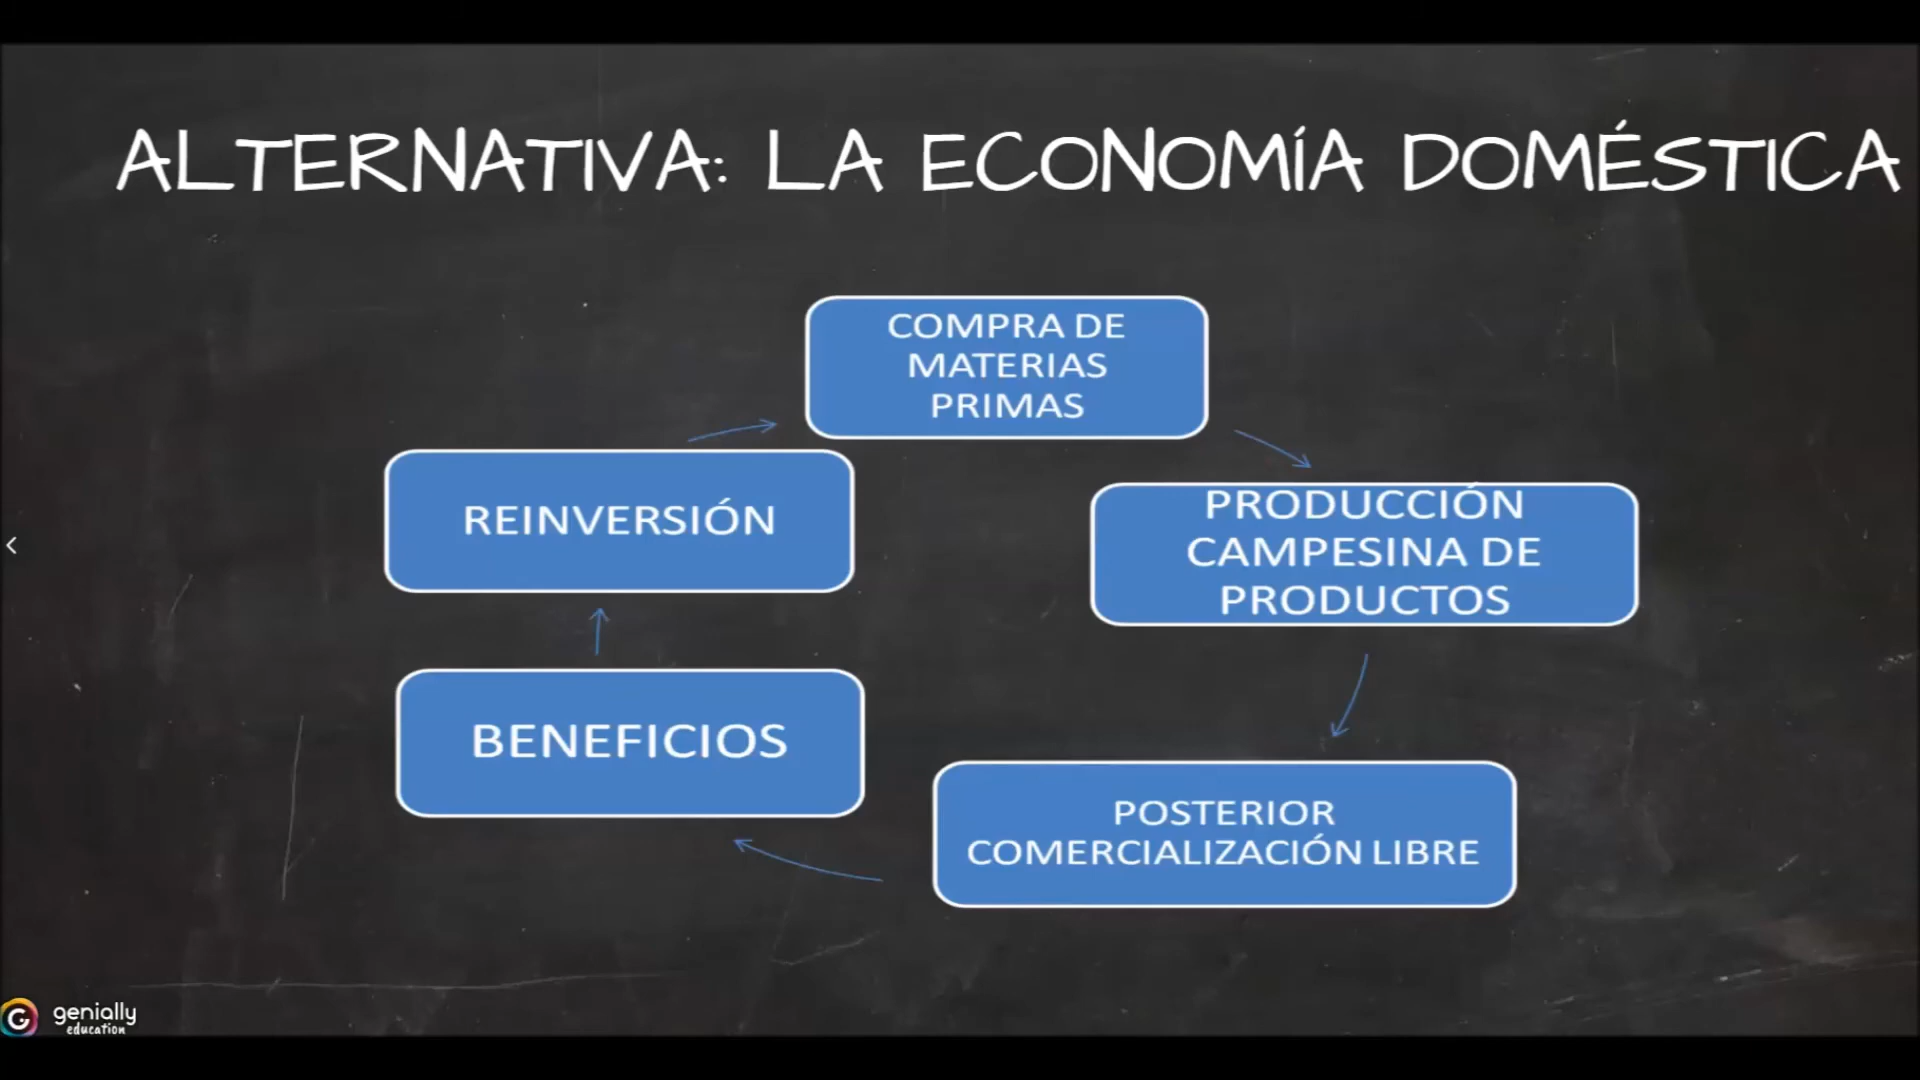 ALTERNATIVA: LA ECONOMÍA DOMÉSTICA
COMPRA DE
MATERIAS
PRIMAS
PRODUCCIÓN
CAMPESINA DE
PRODUCTOS
POSTERIOR
COMERCIALIZACIÓN LIBRE
BENEFICIOS
REINVERSIÓN
genially
education